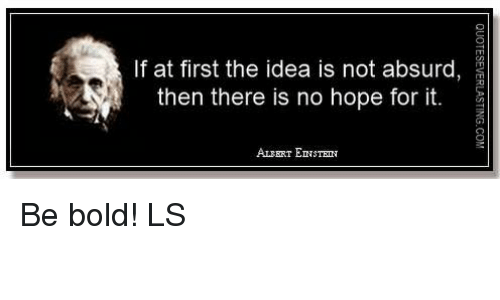 If at first the idea is not absurd,
then there is no hope for it.
ALBERT EINSTEIN
QUOTESEVERLASTING.COM
Be bold! LS